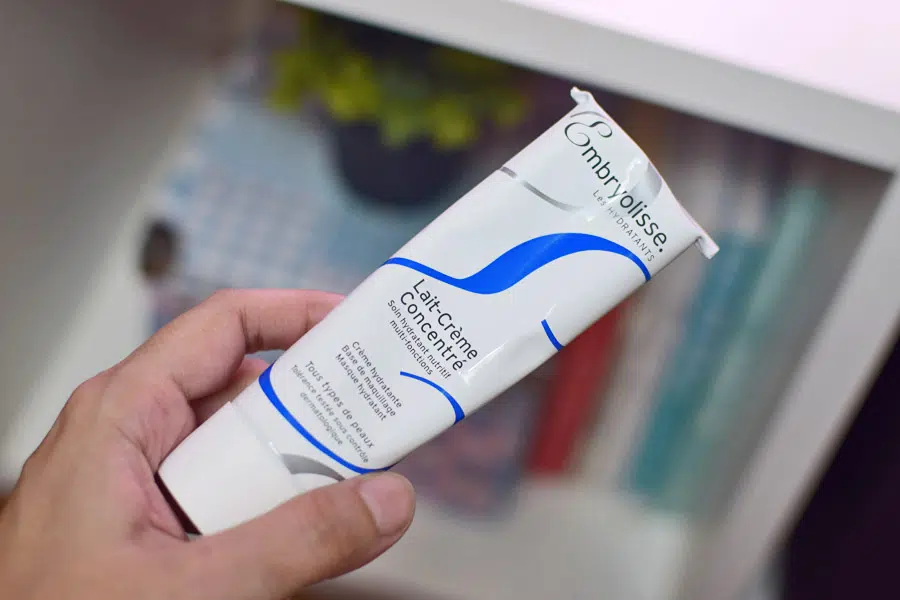 Embryolisse.
Les HYDRATANTS
Lait-Crème
Concentré
Soin hydratant nutritif
multi-fonctions
Crème hydratante
Base de maquillage
Masque hydratant
Tous types de peaux
Tolérance testée sous contrôle
dermatologique